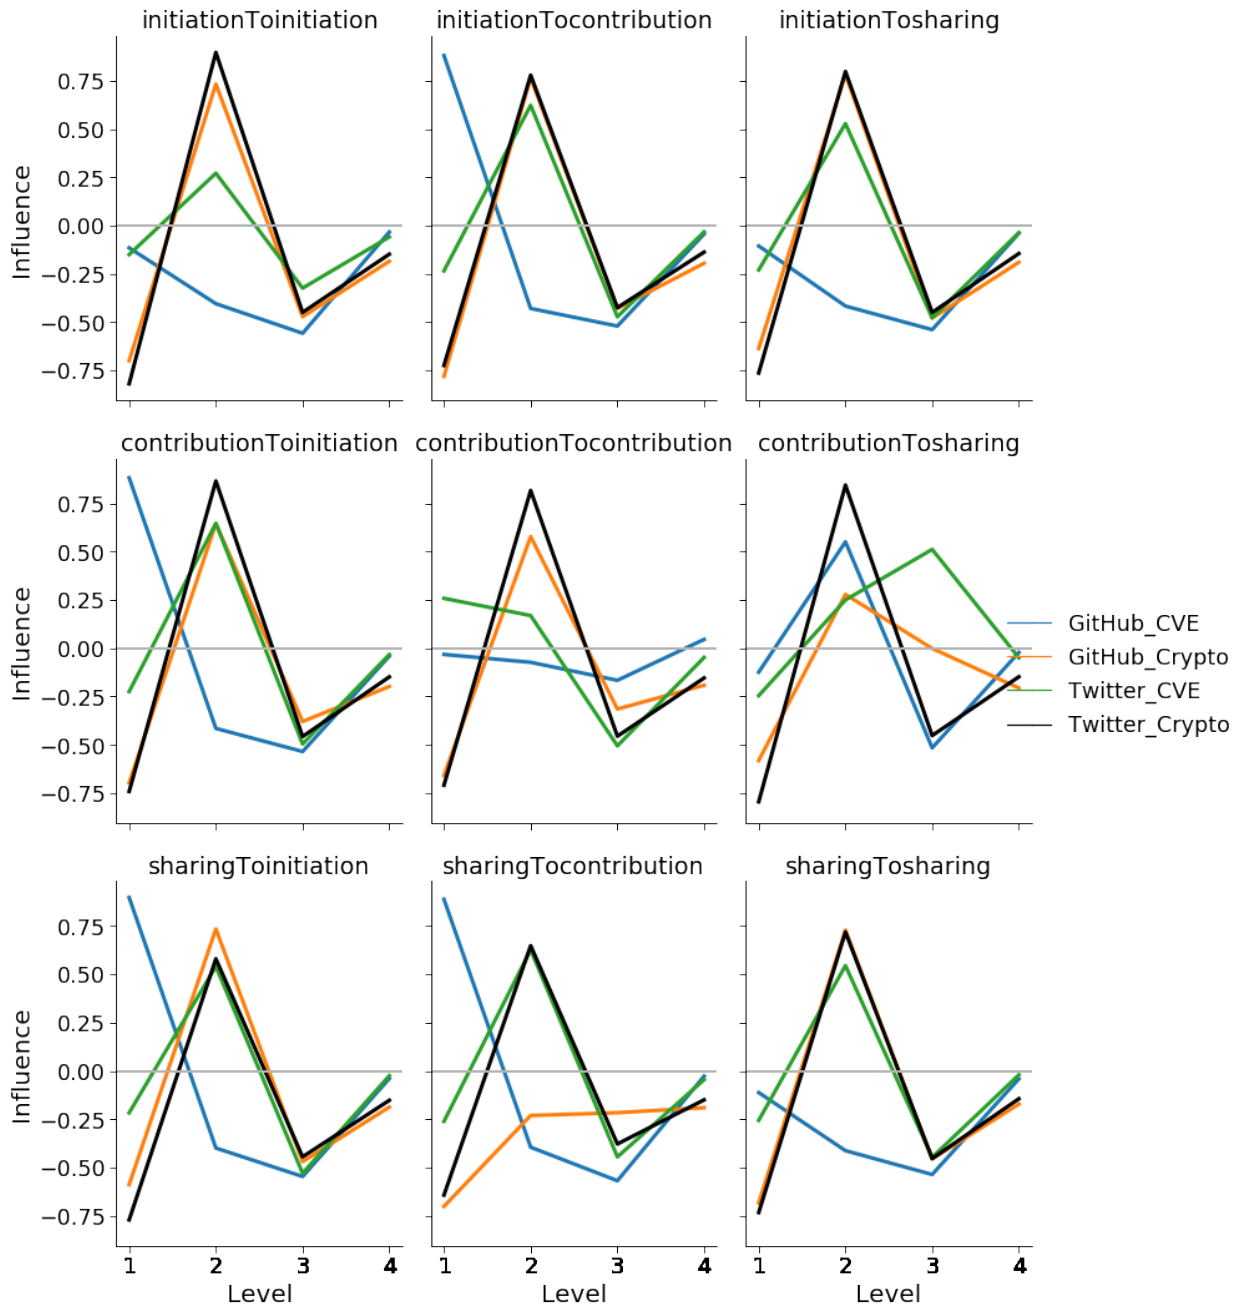 initiationToinitiation initiationTocontribution initiationTosharing
0.75
0.50
0.25
0.00
−0.25
−0.50
−0.75
Influence
contributionToinitiation contributionTocontribution contributionTosharing
0.75
0.50
0.25
0.00
−0.25
−0.50
−0.75
Influence
GitHub_CVE
GitHub_Crypto
Twitter_CVE
Twitter_Crypto
sharingToinitiation sharingTocontribution sharingTosharing
0.75
0.50
0.25
0.00
−0.25
−0.50
−0.75
Influence
1 2 3 4 1 2 3 4 1 2 3 4
Level Level Level